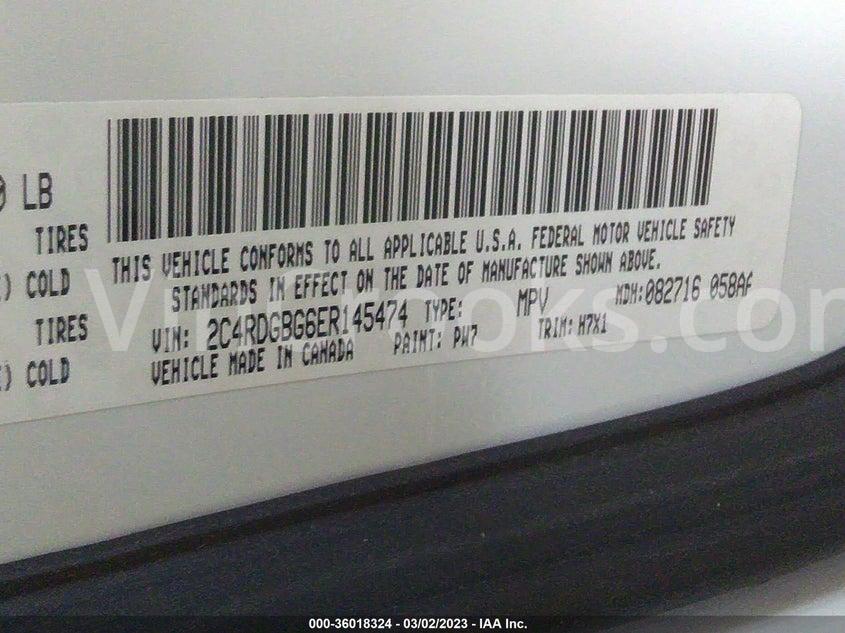 LB
TIRES
COLD
TIRES
COLD
THIS VEHICLE CONFORMS TO ALL APPLICABLE U.S.A. FEDERAL MOTOR VEHICLE SAFETY
STANDARDS IN EFFECT ON THE DATE OF MANUFACTURE SHOWN ABOVE.
VIN: 2C4RDGBG6ER145474 TYPE: MPV MDH:082716 058AA
VEHICLE MADE IN CANADA PAINT: PW7 TRIM: H7X1
000-36018324 - 03/02/2023 - IAA Inc.